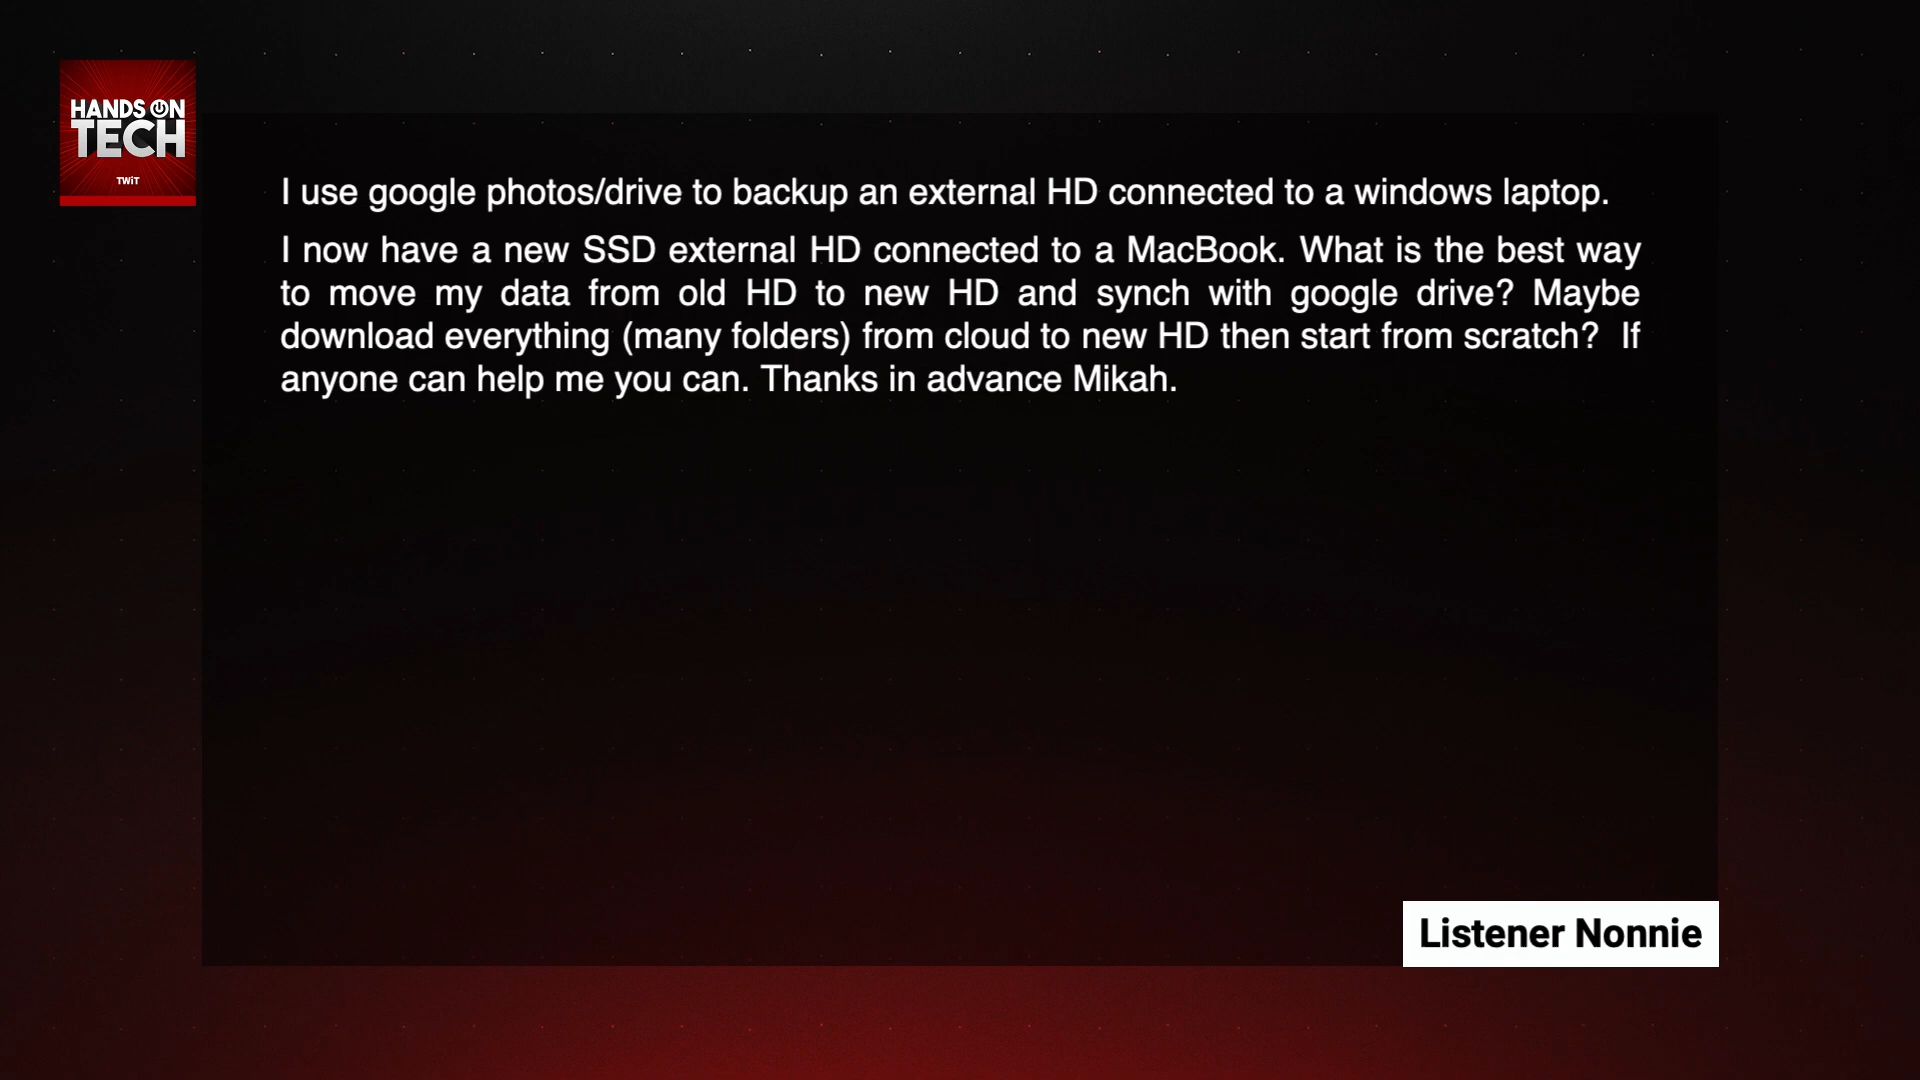 HANDS ON
TECH
TWiT
I use google photos/drive to backup an external HD connected to a windows laptop.
I now have a new SSD external HD connected to a MacBook. What is the best way
to move my data from old HD to new HD and synch with google drive? Maybe
download everything (many folders) from cloud to new HD then start from scratch?  If
anyone can help me you can. Thanks in advance Mikah.
Listener Nonnie